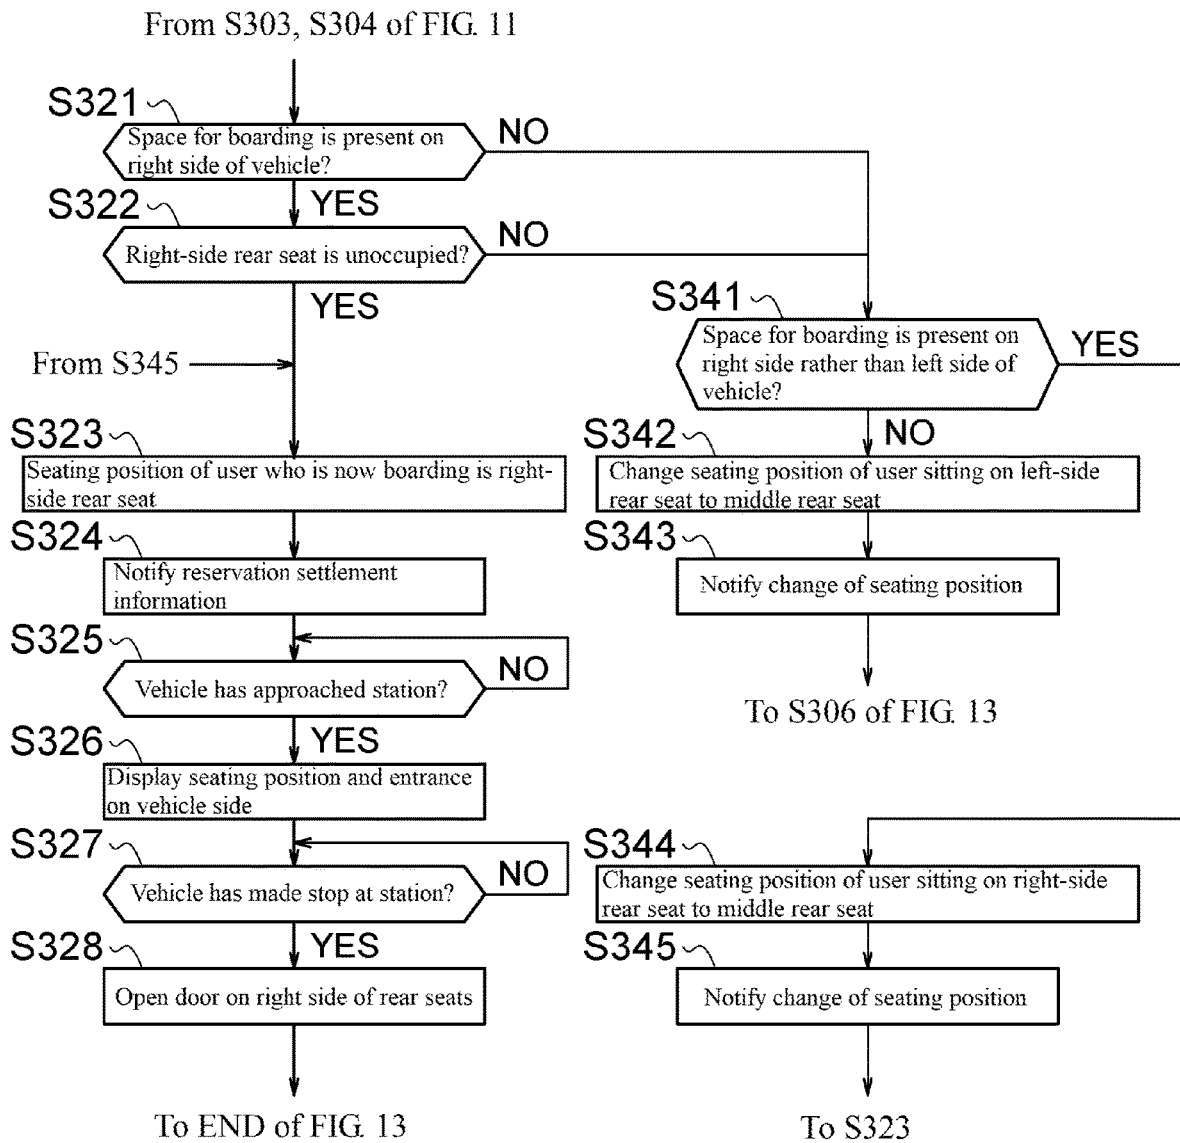 From S303, S304 of FIG. 11
S321
Space for boarding is present on
right side of vehicle?
NO
YES
S322
Right-side rear seat is unoccupied?
NO
YES
From S345
S323
Seating position of user who is now boarding is right-
side rear seat
S324
Notify reservation settlement
information
S325
Vehicle has approached station?
NO
YES
S326
Display seating position and entrance
on vehicle side
S327
Vehicle has made stop at station?
NO
YES
S328
Open door on right side of rear seats
To END of FIG. 13
S341
Space for boarding is present on
right side rather than left side of
vehicle?
YES
NO
S342
Change seating position of user sitting on left-side
rear seat to middle rear seat
S343
Notify change of seating position
To S306 of FIG. 13
S344
Change seating position of user sitting on right-side
rear seat to middle rear seat
S345
Notify change of seating position
To S323